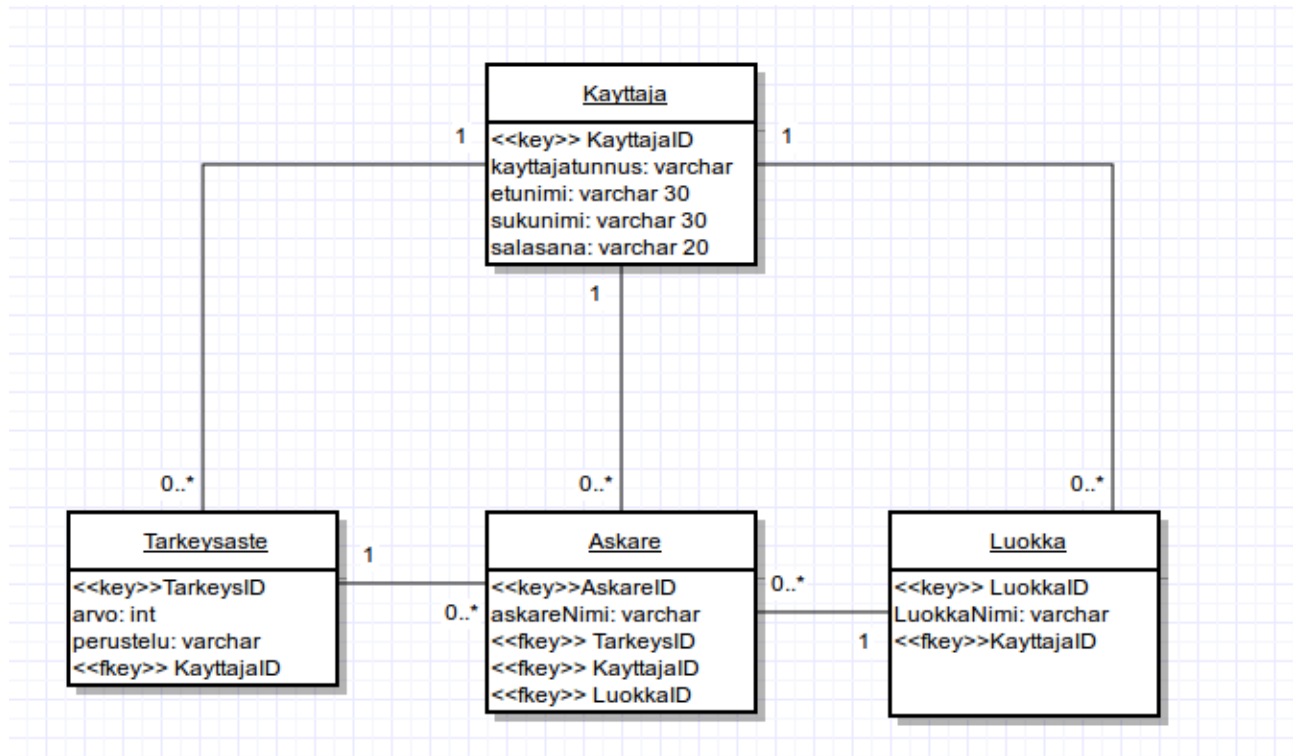 Kayttaja
1
<<key>> KayttajaID
1
kayttajatunnus: varchar
etunimi: varchar 30
sukunimi: varchar 30
salasana: varchar 20
1
0..*
0..*
0..*
Tarkeysaste
<<key>>TarkeysID
arvo: int
perustelu: varchar
<<fkey>> KayttajaID
1
0..*
Askare
<<key>>AskareID
askareNimi: varchar
<<fkey>> TarkeysID
<<fkey>> KayttajaID
<<fkey>> LuokkaID
0..*
1
Luokka
<<key>> LuokkaID
LuokkaNimi: varchar
<<fkey>>KayttajaID